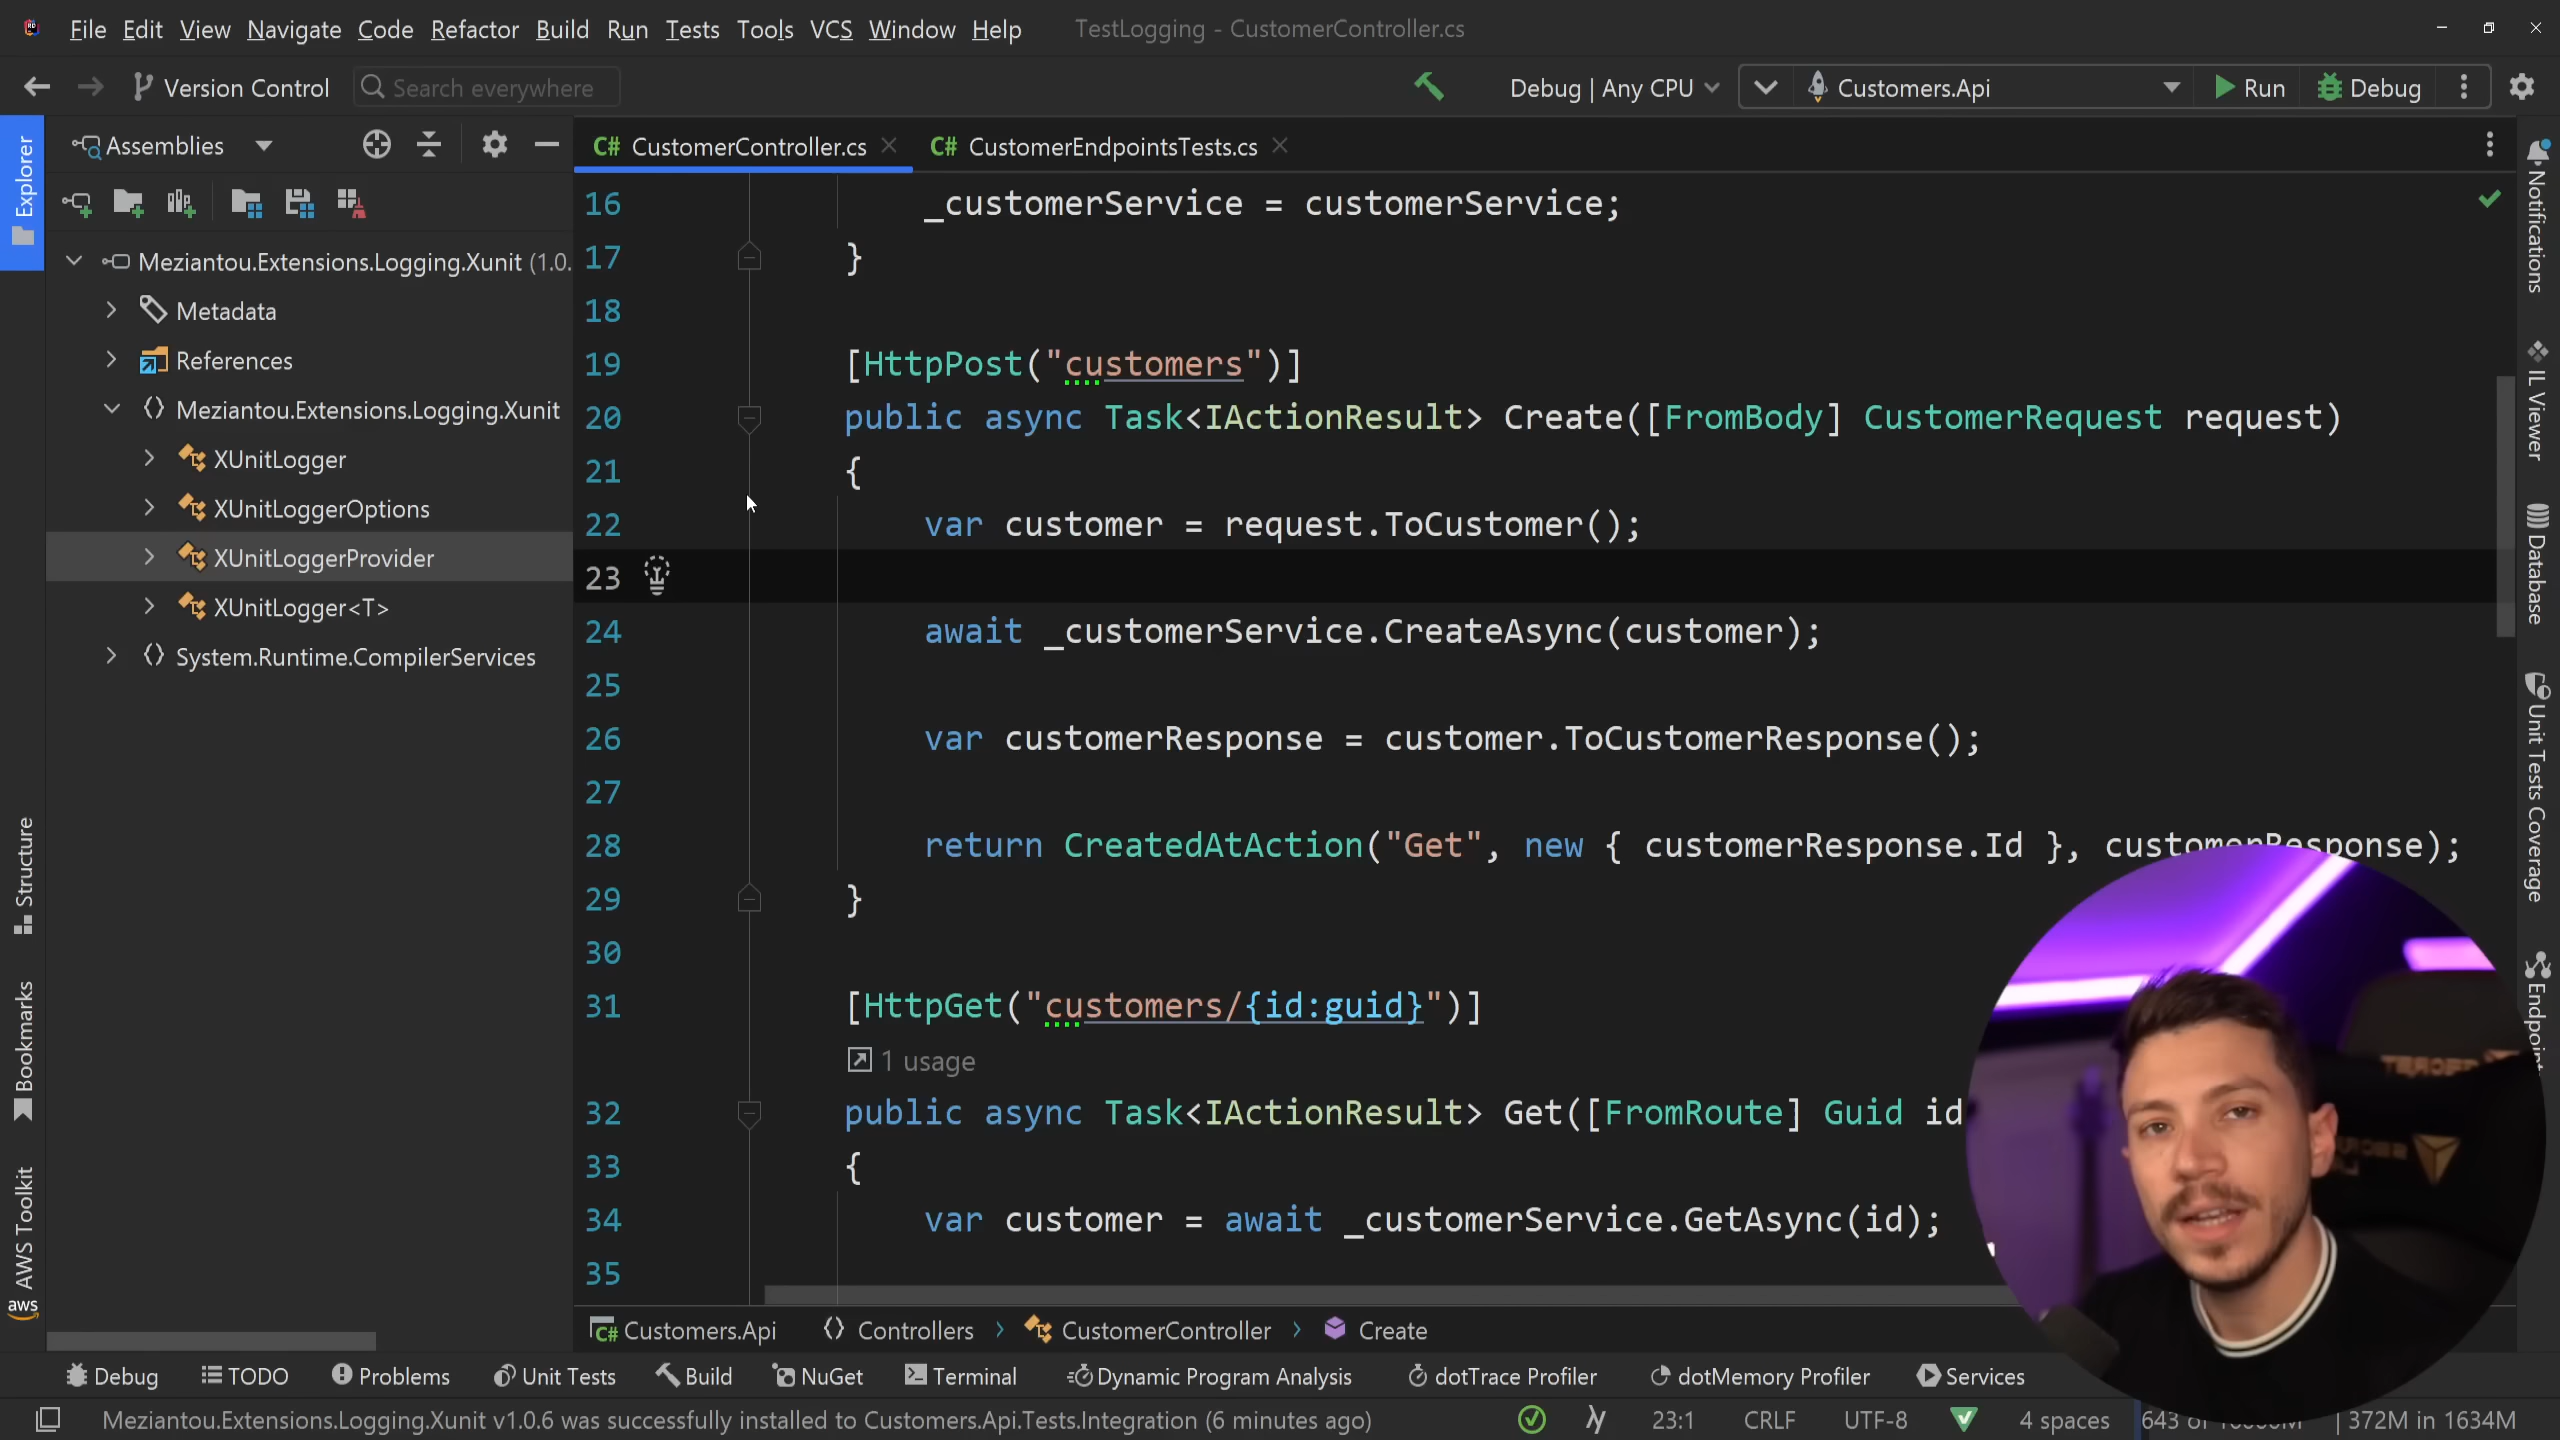 File Edit View Navigate Code Refactor Build Run Tests Tools VCS Window Help TestLogging - CustomerController.cs
Version Control Search everywhere Debug | Any CPU Customers.Api Run Debug
Explorer
Structure
Bookmarks
AWS Toolkit
aws
Assemblies
Meziantou.Extensions.Logging.Xunit (1.0.
Metadata
References
Meziantou.Extensions.Logging.Xunit
XUnitLogger
XUnitLoggerOptions
XUnitLoggerProvider
XUnitLogger<T>
System.Runtime.CompilerServices
C# CustomerController.cs C# CustomerEndpointsTests.cs
16 _customerService = customerService;
17 }
18
19 [HttpPost("customers")]
20 public async Task<IActionResult> Create([FromBody] CustomerRequest request)
21 {
22 var customer = request.ToCustomer();
23
24 await _customerService.CreateAsync(customer);
25
26 var customerResponse = customer.ToCustomerResponse();
27
28 return CreatedAtAction("Get", new { customerResponse.Id }, customerResponse);
29 }
30
31 [HttpGet("customers/{id:guid}")]
1 usage
32 public async Task<IActionResult> Get([FromRoute] Guid id
33 {
34 var customer = await _customerService.GetAsync(id);
35
Notifications
IL Viewer
Database
Unit Tests Coverage
Endpoint
C# Customers.Api Controllers CustomerController Create
Debug TODO Problems Unit Tests Build NuGet Terminal Dynamic Program Analysis dotTrace Profiler dotMemory Profiler Services
Meziantou.Extensions.Logging.Xunit v1.0.6 was successfully installed to Customers.Api.Tests.Integration (6 minutes ago) 23:1 CRLF UTF-8 4 spaces 372M in 1634M